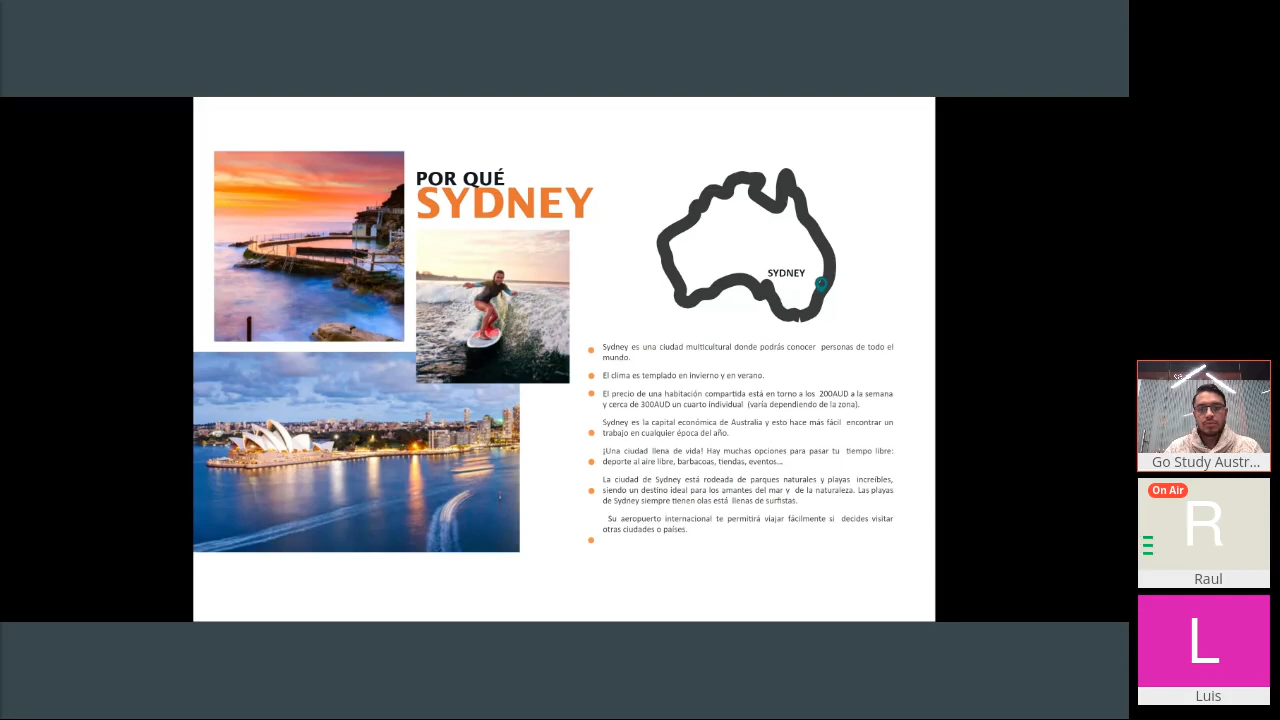 POR QUÉ
SYDNEY
SYDNEY
Sydney es una ciudad multicultural donde podrás conocer personas de todo el
mundo.
El clima es templado en invierno y en verano.
El precio de una habitación compartida está en torno a los 200AUD a la semana
y cerca de 300AUD un cuarto individual (varía dependiendo de la zona).
Sydney es la capital económica de Australia y esto hace más fácil encontrar un
trabajo en cualquier época del año.
¡Una ciudad llena de vida! Hay muchas opciones para pasar tu tiempo libre:
deporte al aire libre, barbacoas, tiendas, eventos...
La ciudad de Sydney está rodeada de parques naturales y playas increíbles,
siendo un destino ideal para los amantes del mar y de la naturaleza. Las playas
de Sydney siempre tienen olas está llenas de surfistas.
Su aeropuerto internacional te permitirá viajar fácilmente si decides visitar
otras ciudades o países.
Go Study Austr...
On Air
R
Raul
L
Luis